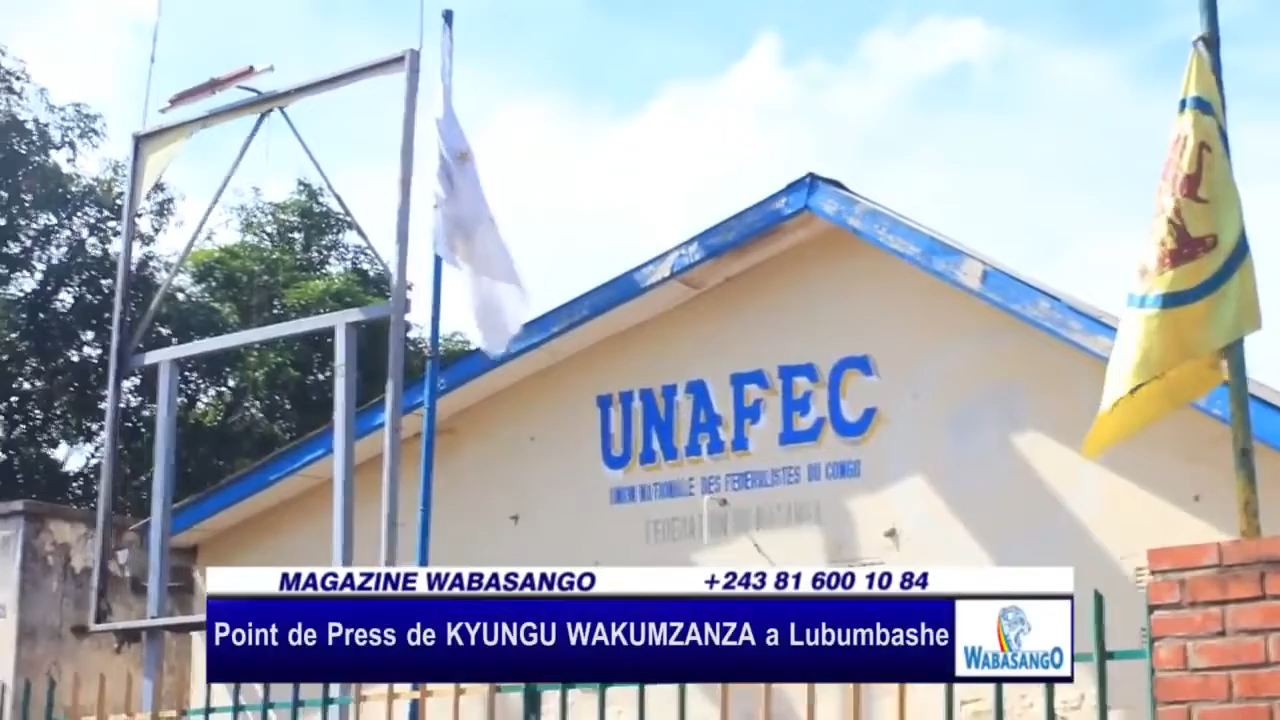 UNAFEC
UNION NATIONALE DES FEDERALISTES DU CONGO
MAGAZINE WABASANGO +243 81 600 10 84
Point de Press de KYUNGU WAKUMZANZA a Lubumbashe
WABASANGO